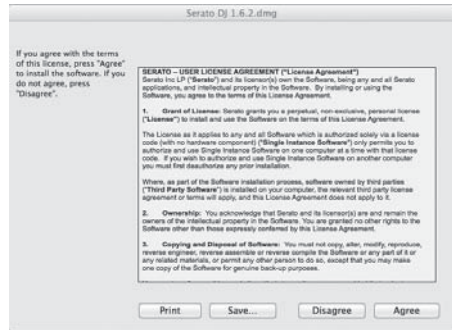 Serato DJ 1.6.2.dmg
If you agree with the terms
of this license, press "Agree"
to install the software. If you
do not agree, press
"Disagree".
SERATO – USER LICENSE AGREEMENT ("License Agreement")
Serato Inc LP ("Serato") and its licensor(s) own the Software, being any and all Serato
applications, and intellectual property in the Software. By installing or using the
Software, you agree to the terms of this License Agreement.
1. Grant of License: Serato grants you a perpetual, non-exclusive, personal license
("License") to install and use the Software on the terms of this License Agreement.
The License as it applies to any and all Software which is authorized solely via a license
code (with no hardware component) ("Single Instance Software") only permits you to
authorize and use Single Instance Software on one computer at a time with that license
code. If you wish to authorize and use Single Instance Software on another computer
you must first deauthorize any prior installation.
Where, as part of the Software installation process, software owned by third parties
("Third Party Software") is installed on your computer, the relevant third party license
agreement or terms will apply, and this License Agreement does not apply to it.
2. Ownership: You acknowledge that Serato and its licensor(s) are and remain the
owners of the intellectual property in the Software. You are granted no other rights to the
Software other than those expressly conferred by this License Agreement.
3. Copying and Disposal of Software: You must not copy, alter, modify, reproduce,
reverse engineer, reverse assemble or reverse compile the Software or any part of it or
any related materials, or permit any other person to do so, except that you may make
one copy of the Software for genuine back-up purposes.
Print Save... Disagree Agree